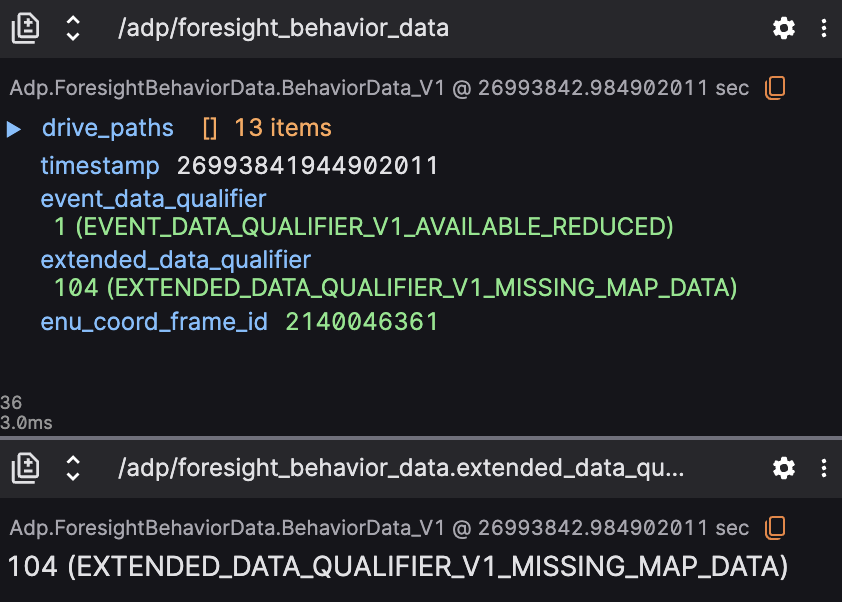 /adp/foresight_behavior_data
Adp.ForesightBehaviorData.BehaviorData_V1 @ 26993842.984902011 sec
drive_paths [] 13 items
timestamp 26993841944902011
event_data_qualifier
1 (EVENT_DATA_QUALIFIER_V1_AVAILABLE_REDUCED)
extended_data_qualifier
104 (EXTENDED_DATA_QUALIFIER_V1_MISSING_MAP_DATA)
enu_coord_frame_id 2140046361
36
3.0ms
/adp/foresight_behavior_data.extended_data_qu...
Adp.ForesightBehaviorData.BehaviorData_V1 @ 26993842.984902011 sec
104 (EXTENDED_DATA_QUALIFIER_V1_MISSING_MAP_DATA)